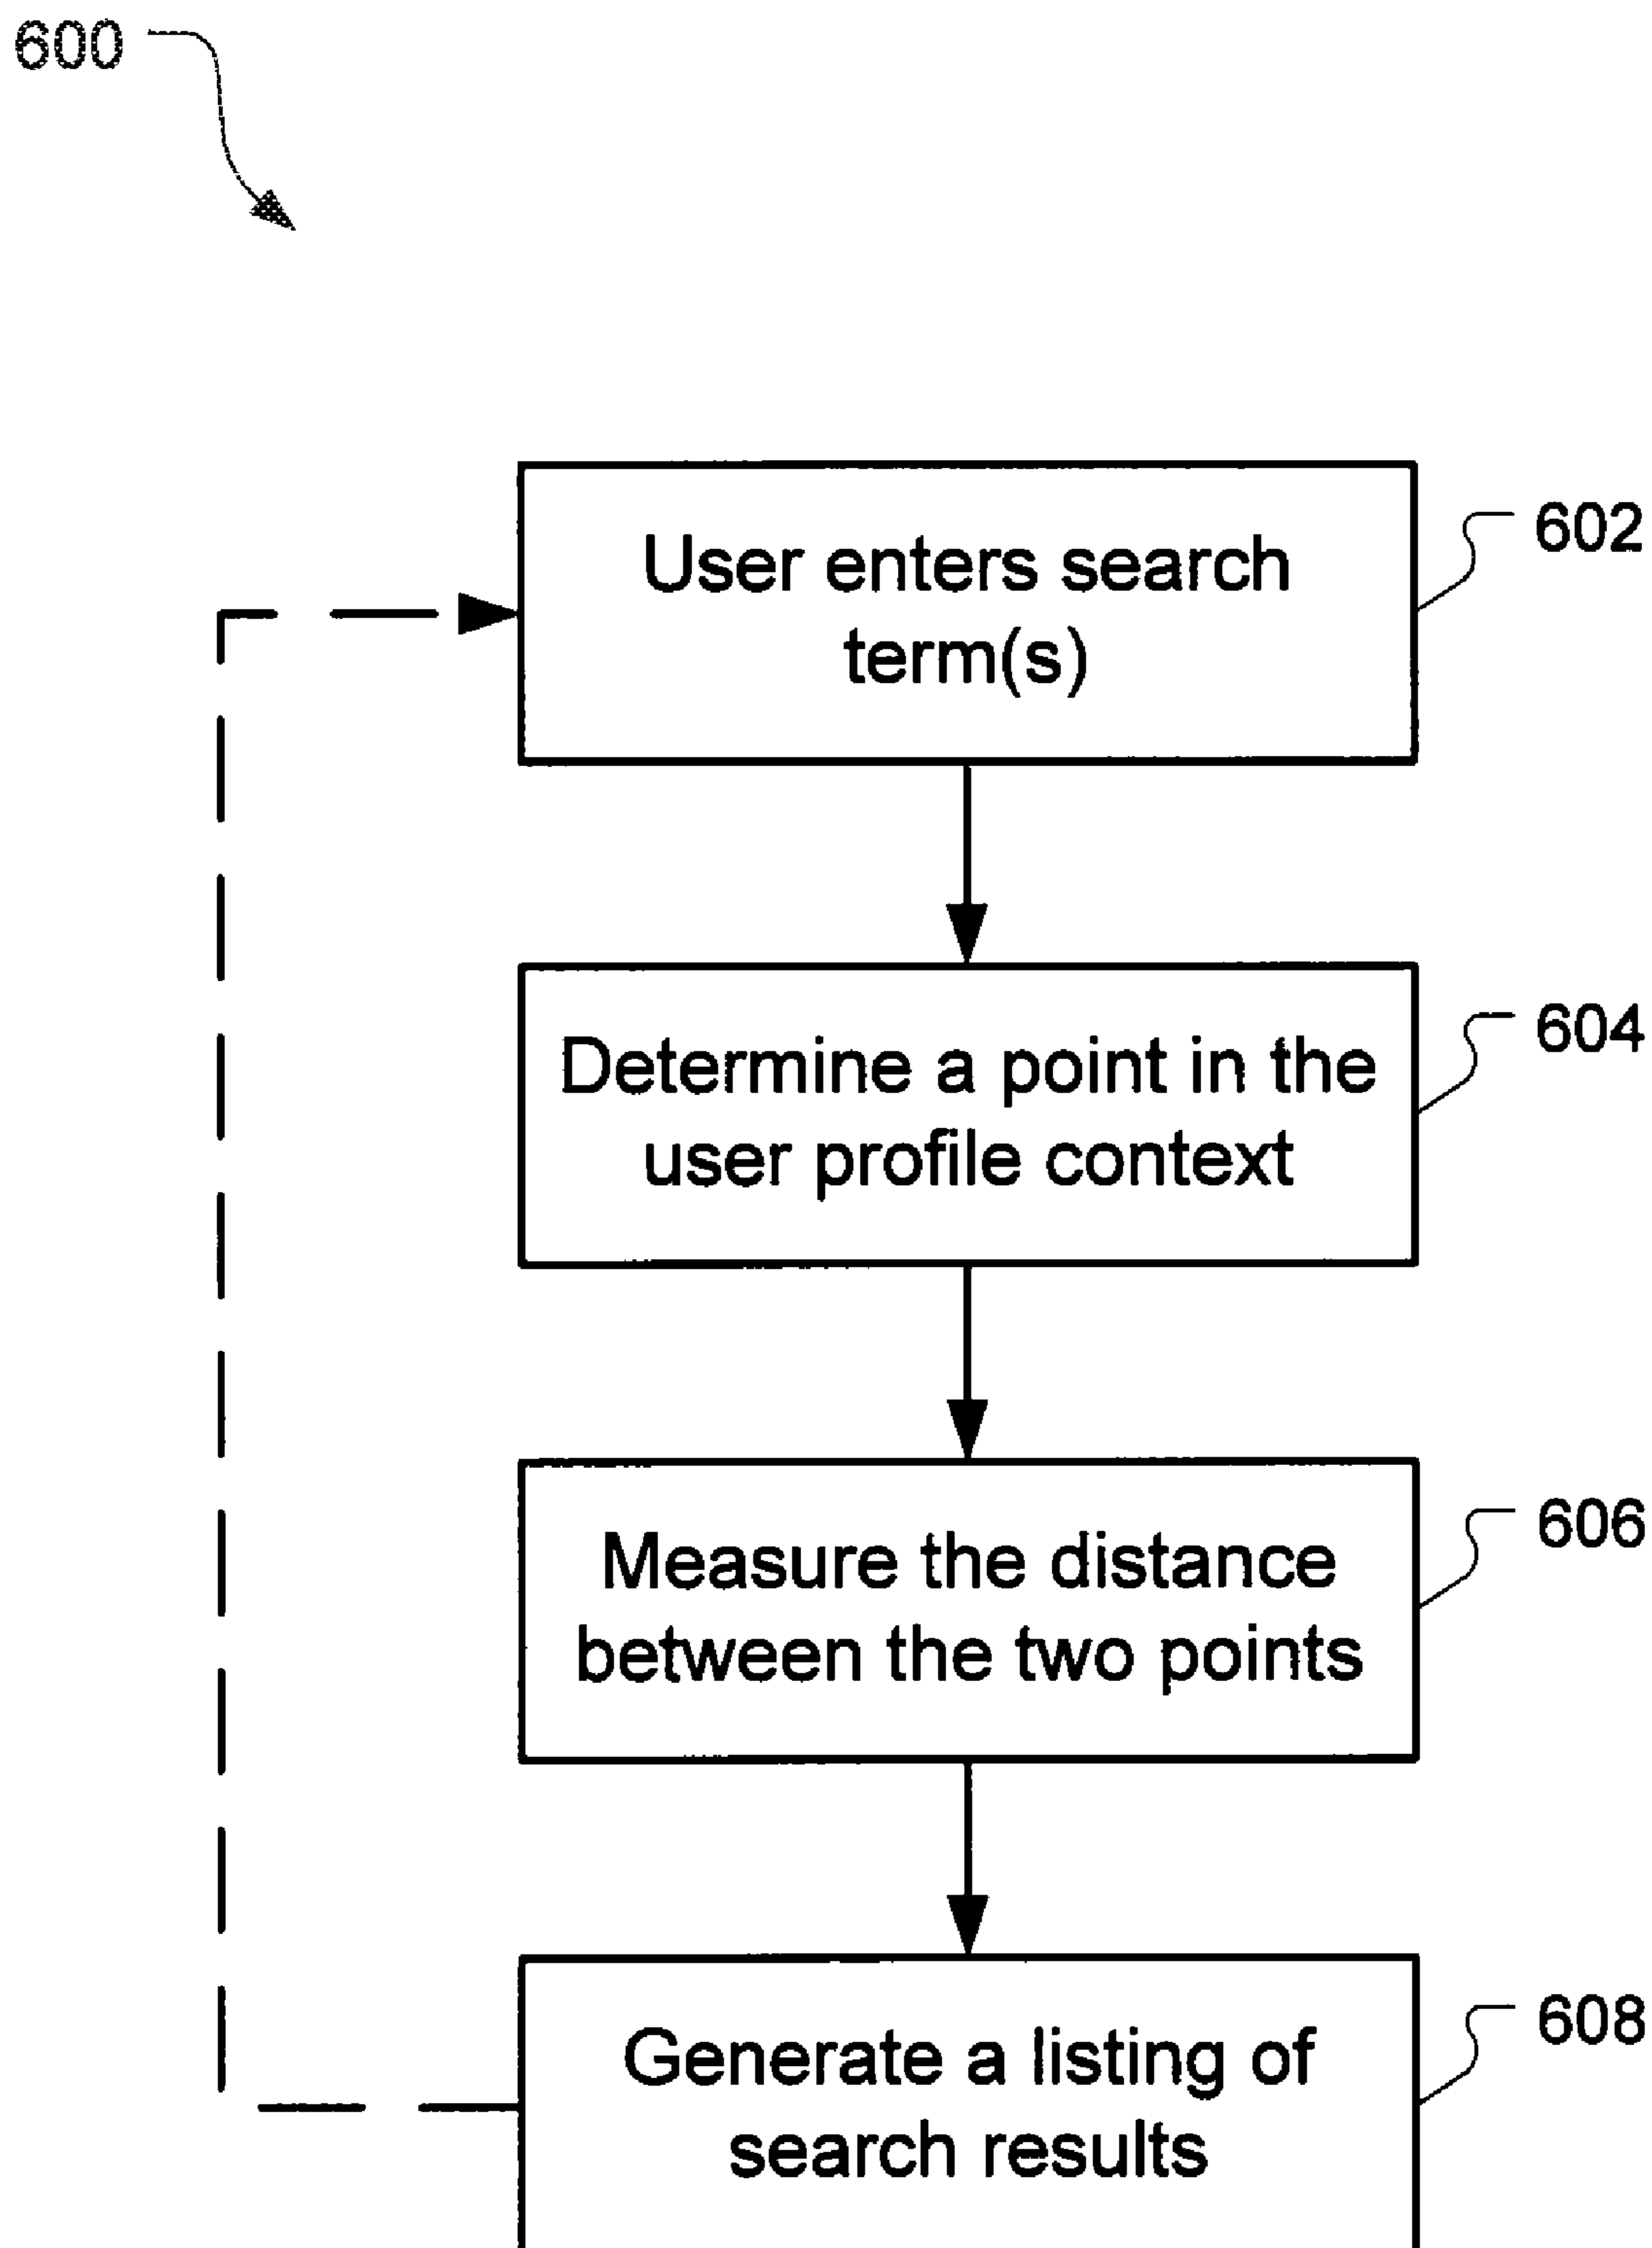 600
User enters search
term(s)
602
Determine a point in the
user profile context
604
Measure the distance
between the two points
606
Generate a listing of
search results
608